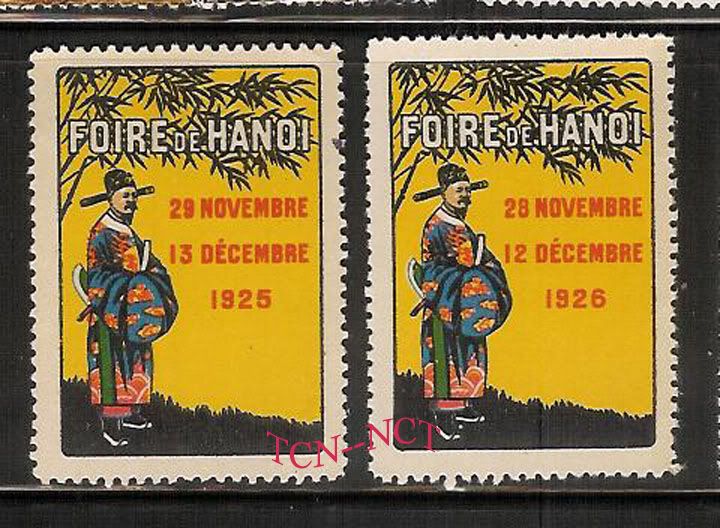 FOIRE DE HANOI
29 NOVEMBRE
13 DÉCEMBRE
1925
FOIRE DE HANOI
28 NOVEMBRE
12 DÉCEMBRE
1926
TCN-NCT